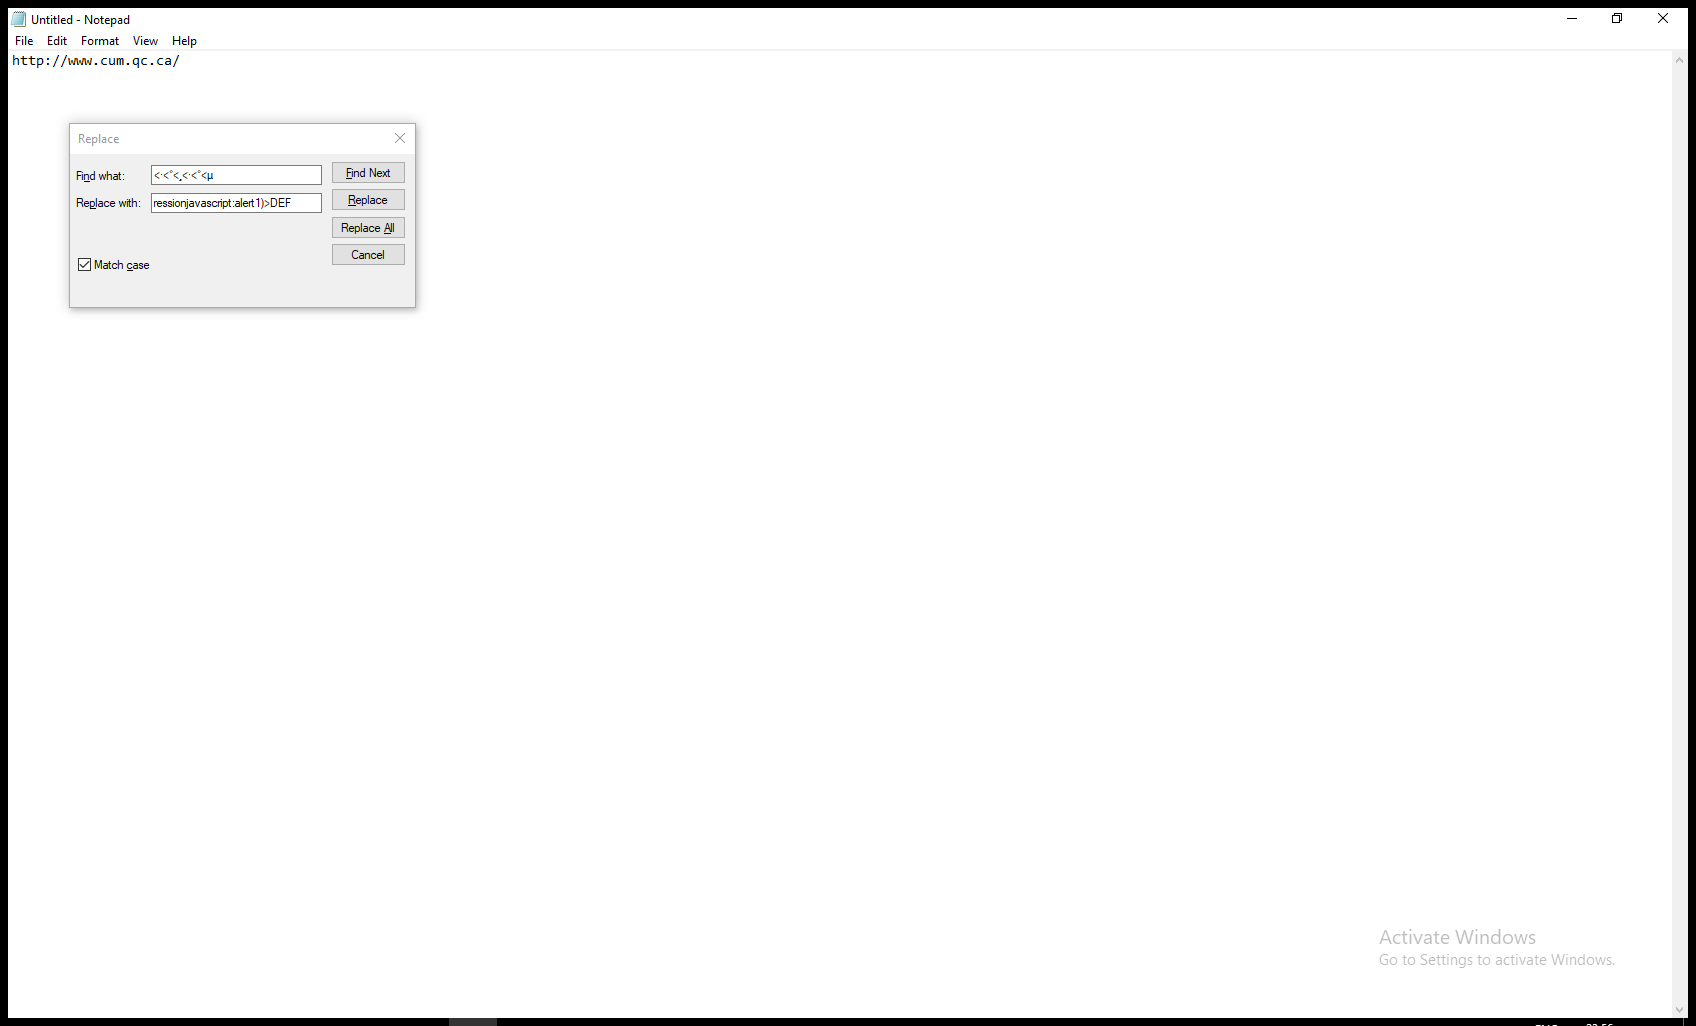 Untitled - Notepad
File Edit Format View Help
http://www.cum.qc.ca/
Replace
Find what: Find Next
Replace with: ressionjavascript:alert1)>DEF Replace
Replace All
Cancel
Match case
Activate Windows
Go to Settings to activate Windows.